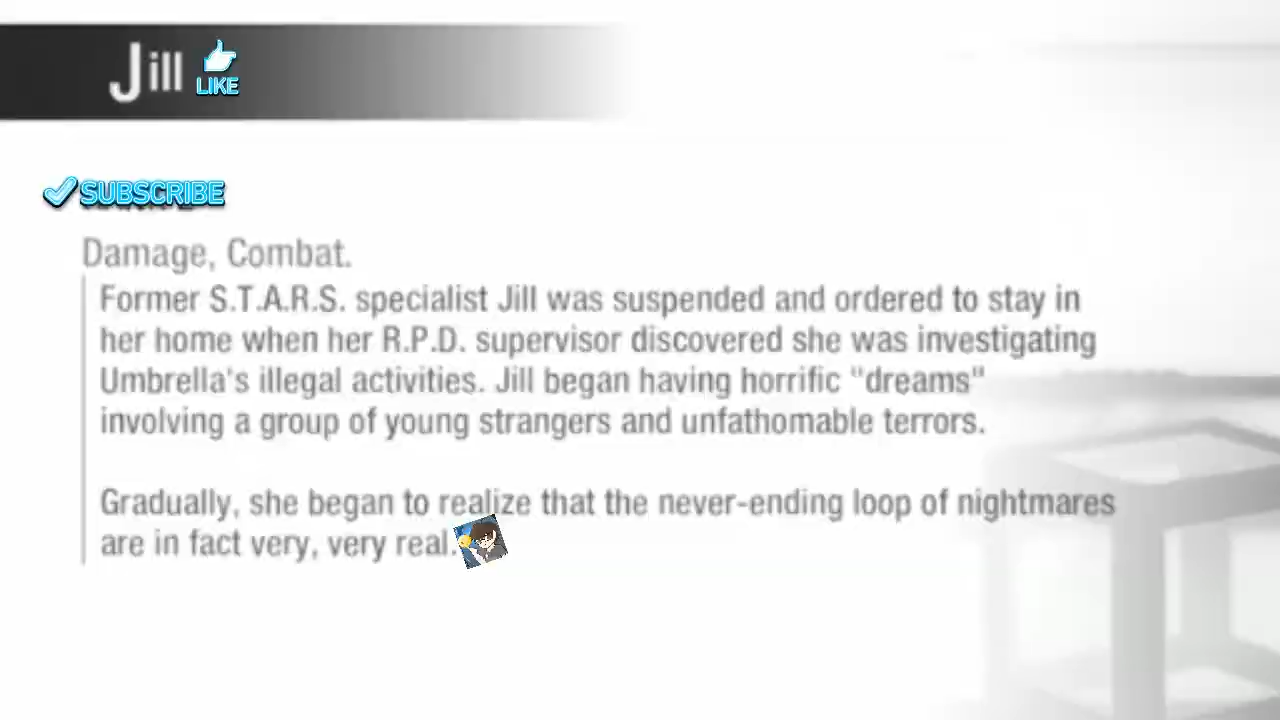 Jill
LIKE
SUBSCRIBE
Damage, Combat.
Former S.T.A.R.S. specialist Jill was suspended and ordered to stay in
her home when her R.P.D. supervisor discovered she was investigating
Umbrella's illegal activities. Jill began having horrific "dreams"
involving a group of young strangers and unfathomable terrors.
Gradually, she began to realize that the never-ending loop of nightmares
are in fact very, very real.